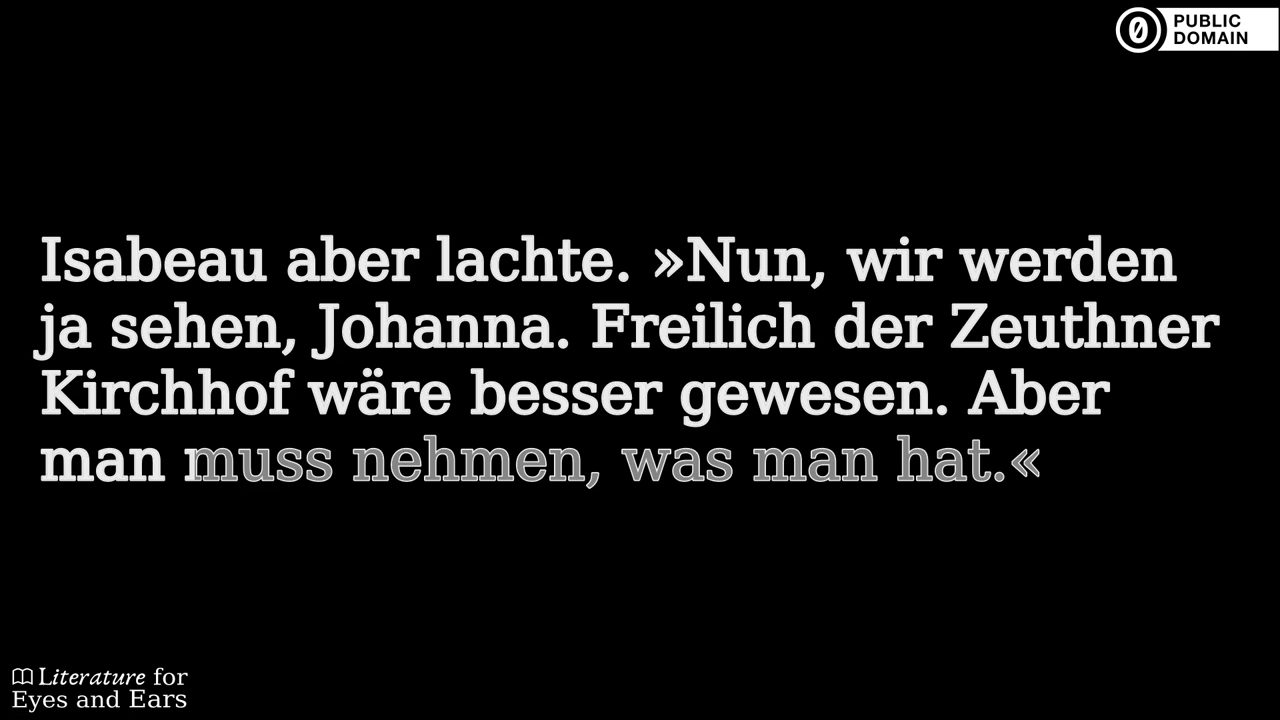 PUBLIC
DOMAIN
Isabeau aber lachte. »Nun, wir werden
ja sehen, Johanna. Freilich der Zeuthner
Kirchhof wäre besser gewesen. Aber
man muss nehmen, was man hat.«
Literature for
Eyes and Ears